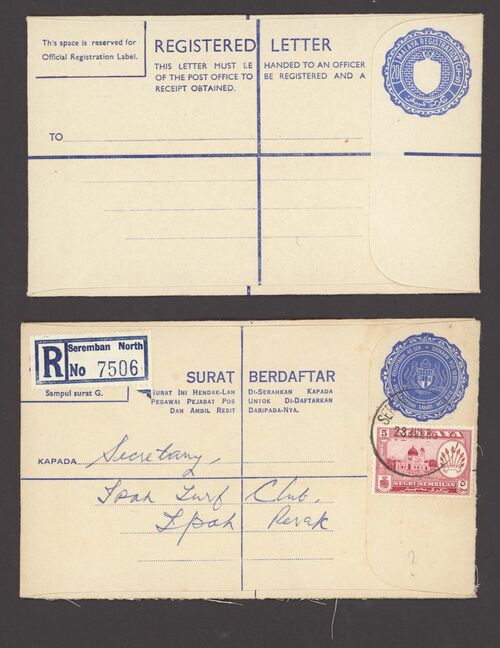 This space is reserved for
Official Registration Label.
REGISTERED LETTER
THIS LETTER MUST BE HANDED TO AN OFFICER
OF THE POST OFFICE TO BE REGISTERED AND A
RECEIPT OBTAINED.
MALAYA REGISTRATION
TO
R
Seremban North
No 7506
Sampul surat G.
SURAT BERDAFTAR
SURAT INI HENDAK-LAH DI-SERAHKAN KAPADA
PEGAWAI PEJABAT POS UNTOK DI-DAFTARKAN
DAN AMBIL RESIT DARIPADA-NYA.
KAPADA
Secretary,
Ipoh Turf Club,
Ipoh Perak
5
MALAYA
NEGRI SEMBILAN